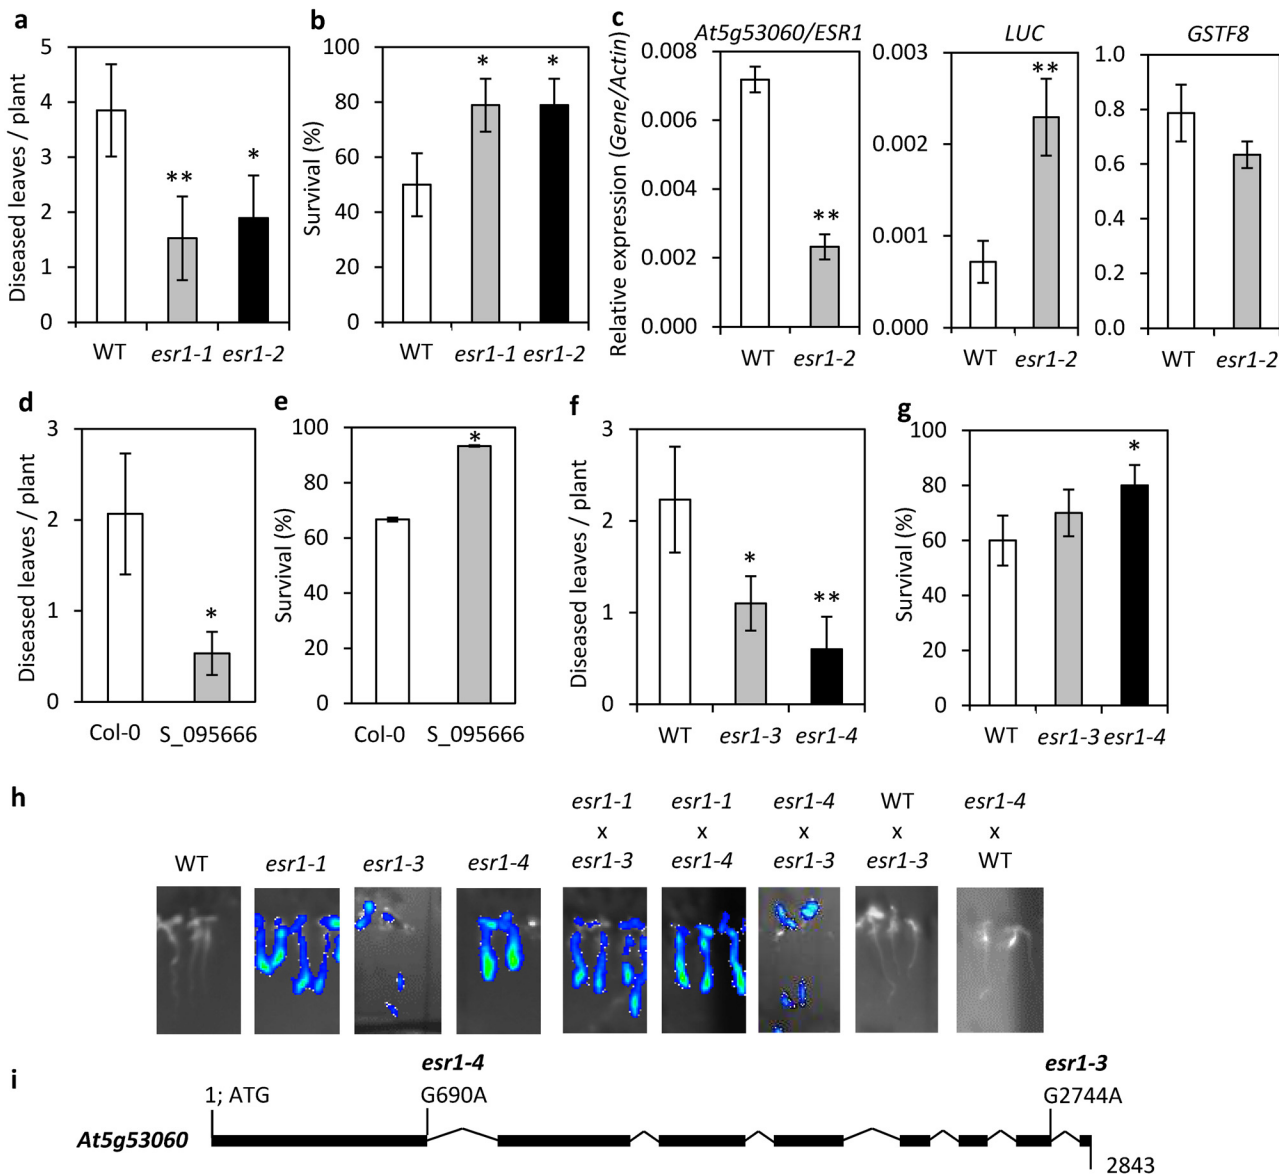 a
Diseased leaves / plant
5
4
3
2
1
0
**
*
WT
esr1-1
esr1-2
b
Survival (%)
100
80
60
40
20
0
*
*
WT
esr1-1
esr1-2
c
Relative expression (Gene/Actin)
At5g53060/ESR1
0.008
0.006
0.004
0.002
0.000
**
WT
esr1-2
LUC
0.003
0.002
0.001
0.000
**
WT
esr1-2
GSTF8
1.0
0.8
0.6
0.4
0.2
0.0
WT
esr1-2
d
Diseased leaves / plant
3
2
1
0
*
Col-0
S_095666
e
Survival (%)
100
80
60
40
20
0
*
Col-0
S_095666
f
Diseased leaves / plant
3
2
1
0
*
**
WT
esr1-3
esr1-4
g
Survival (%)
100
80
60
40
20
0
*
WT
esr1-3
esr1-4
h
WT
esr1-1
esr1-3
esr1-4
esr1-1
x
esr1-3
esr1-1
x
esr1-4
esr1-4
x
esr1-3
WT
x
esr1-3
esr1-4
x
WT
i
esr1-4
esr1-3
1; ATG
G690A
G2744A
At5g53060
2843